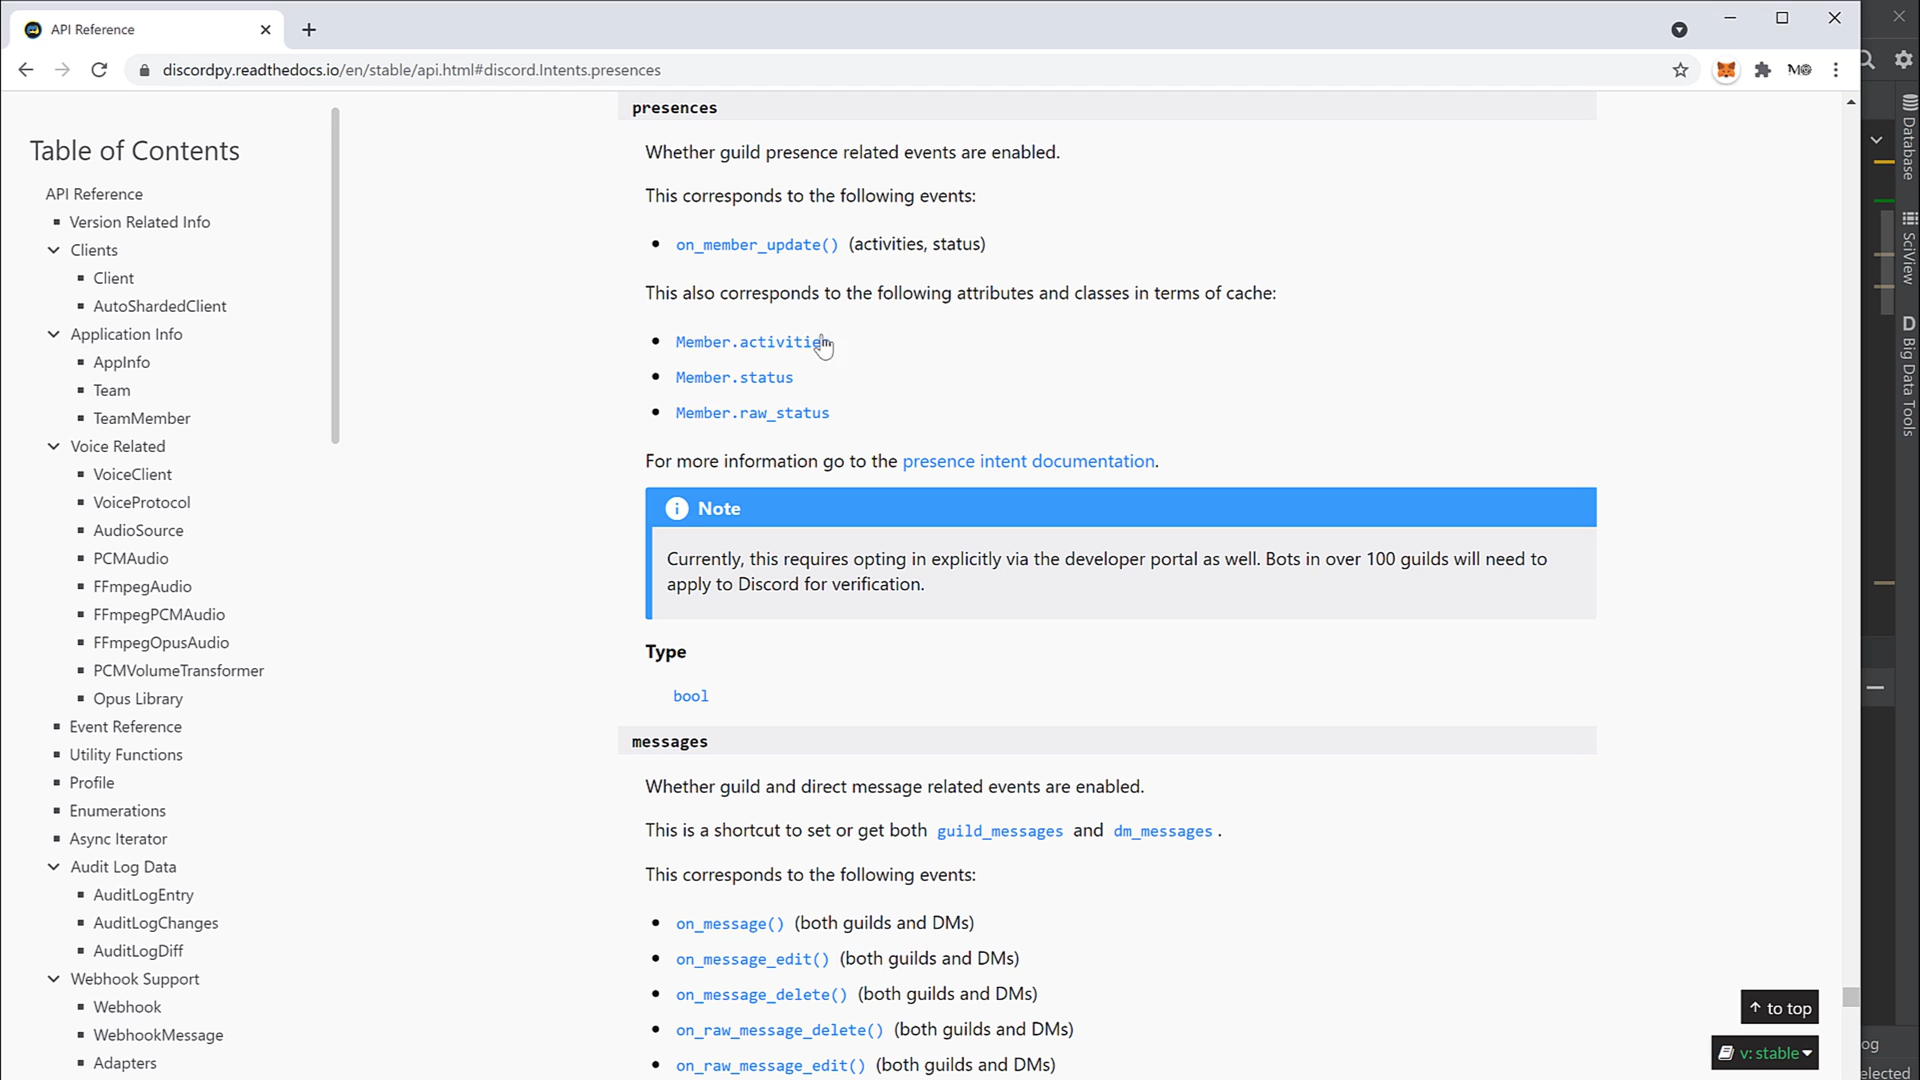 API Reference
discordpy.readthedocs.io/en/stable/api.html#discord.Intents.presences
Table of Contents
API Reference
Version Related Info
Clients
Client
AutoShardedClient
Application Info
AppInfo
Team
TeamMember
Voice Related
VoiceClient
VoiceProtocol
AudioSource
PCMAudio
FFmpegAudio
FFmpegPCMAudio
FFmpegOpusAudio
PCMVolumeTransformer
Opus Library
Event Reference
Utility Functions
Profile
Enumerations
Async Iterator
Audit Log Data
AuditLogEntry
AuditLogChanges
AuditLogDiff
Webhook Support
Webhook
WebhookMessage
Adapters
presences
Whether guild presence related events are enabled.
This corresponds to the following events:
on_member_update() (activities, status)
This also corresponds to the following attributes and classes in terms of cache:
Member.activitie
Member.status
Member.raw_status
For more information go to the presence intent documentation.
Note
Currently, this requires opting in explicitly via the developer portal as well. Bots in over 100 guilds will need to
apply to Discord for verification.
Type
bool
messages
Whether guild and direct message related events are enabled.
This is a shortcut to set or get both guild_messages and dm_messages .
This corresponds to the following events:
on_message() (both guilds and DMs)
on_message_edit() (both guilds and DMs)
on_message_delete() (both guilds and DMs)
on_raw_message_delete() (both guilds and DMs)
on_raw_message_edit() (both guilds and DMs)
to top
v: stable
Database
SciView
D Big Data Tools
og
elected